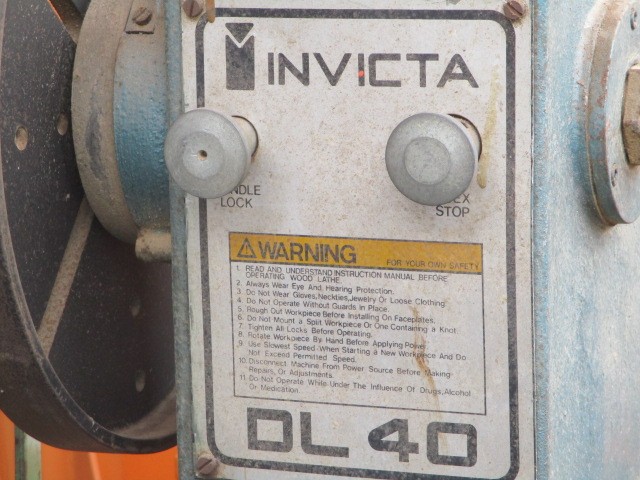 INVICTA
LOCK
STOP
WARNING
FOR YOUR OWN SAFETY
1. READ AND UNDERSTAND INSTRUCTION MANUAL BEFORE
OPERATING WOOD LATHE.
2. Always Wear Eye And Hearing Protection.
3. Do Not Wear Gloves, Neckties, Jewelry Or Loose Clothing.
4. Do Not Operate Without Guards in Place.
5. Rough Out Workpiece Before Installing On Faceplates.
6. Do Not Mount a Split Workpiece Or One Containing a Knot.
7. Tighten All Locks Before Operating.
8. Rotate Workpiece By Hand Before Applying Power.
9. Use Slowest Speed When Starting a New Workpiece And Do
Not Exceed Permitted Speed.
10. Disconnect Machine From Power Source Before Making
Repairs, Or Adjustments.
11. Do Not Operate While Under The Influence Of Drugs, Alcohol
Or Medication.
DL 40